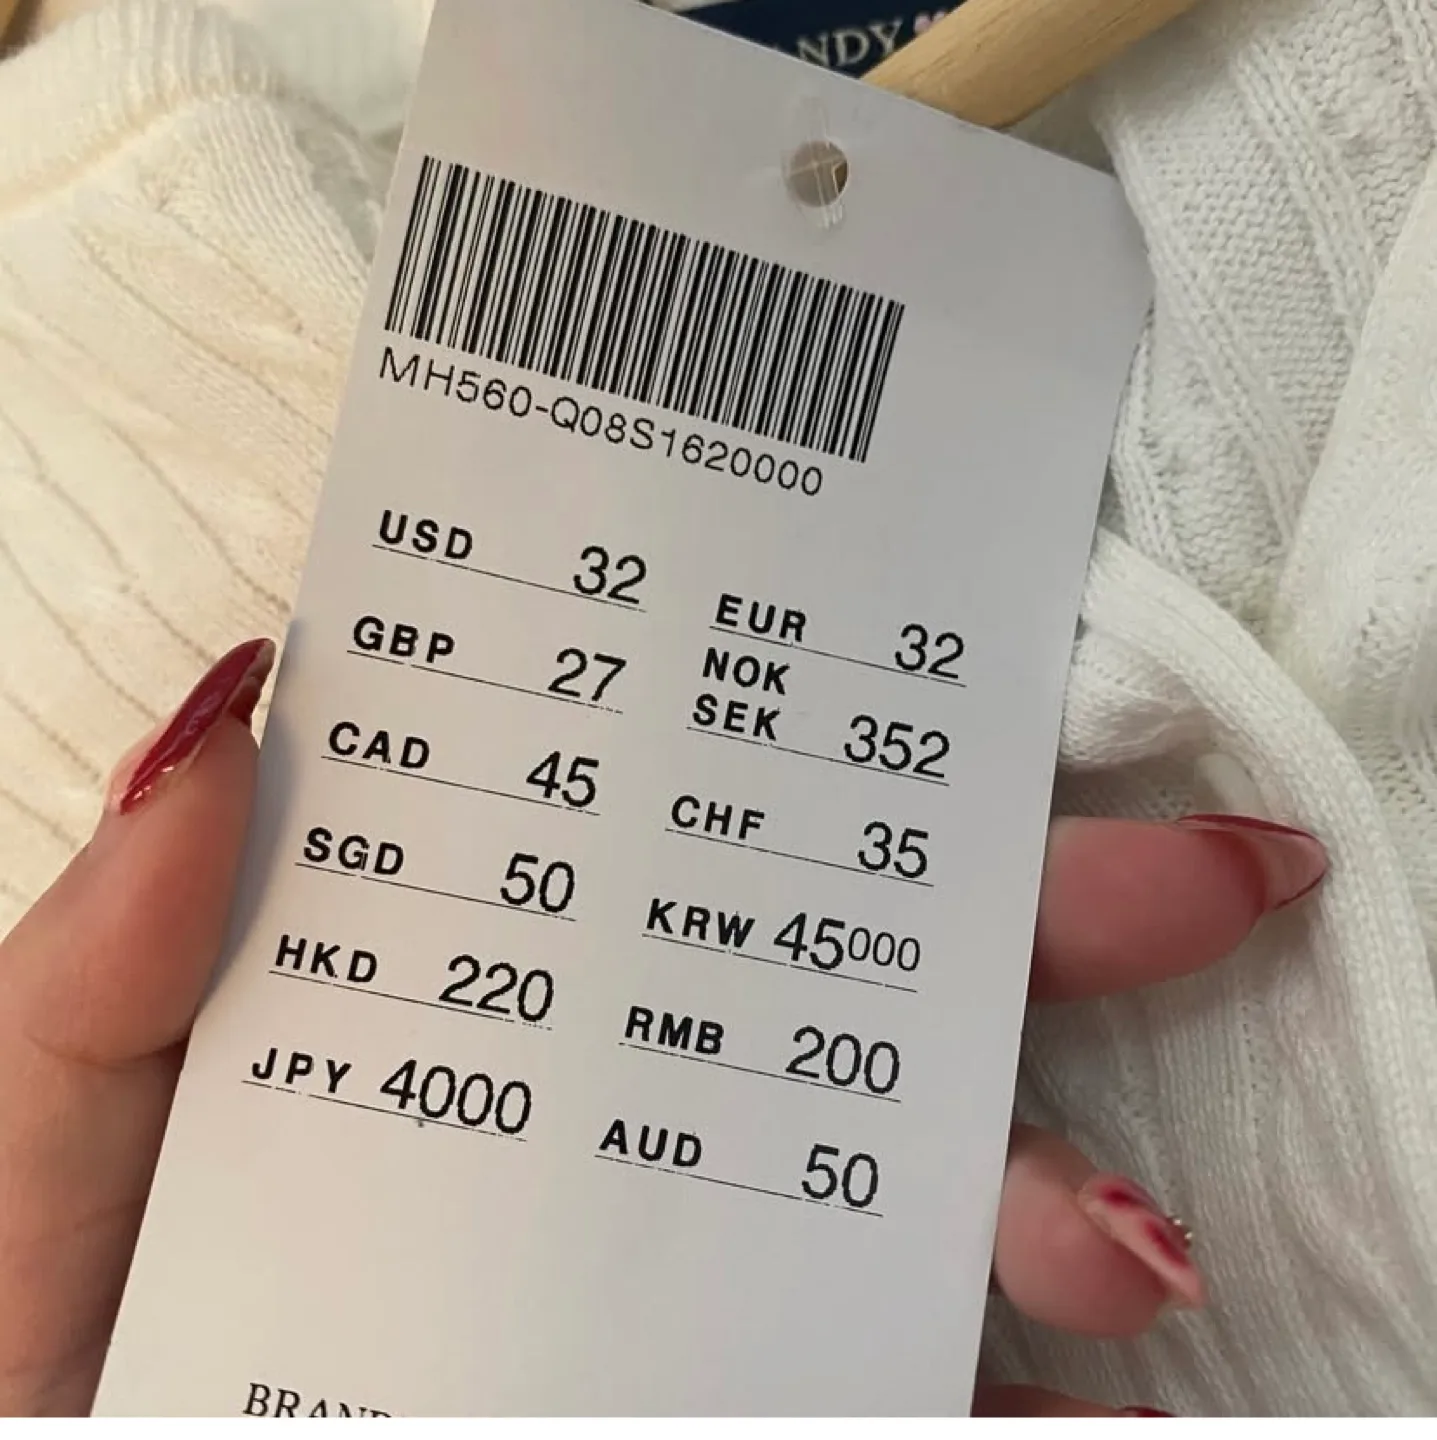 MH560-Q08S1620000
USD 32
GBP 27
CAD 45
SGD 50
HKD 220
JPY 4000
EUR 32
NOK
SEK 352
CHF 35
KRW 45000
RMB 200
AUD 50